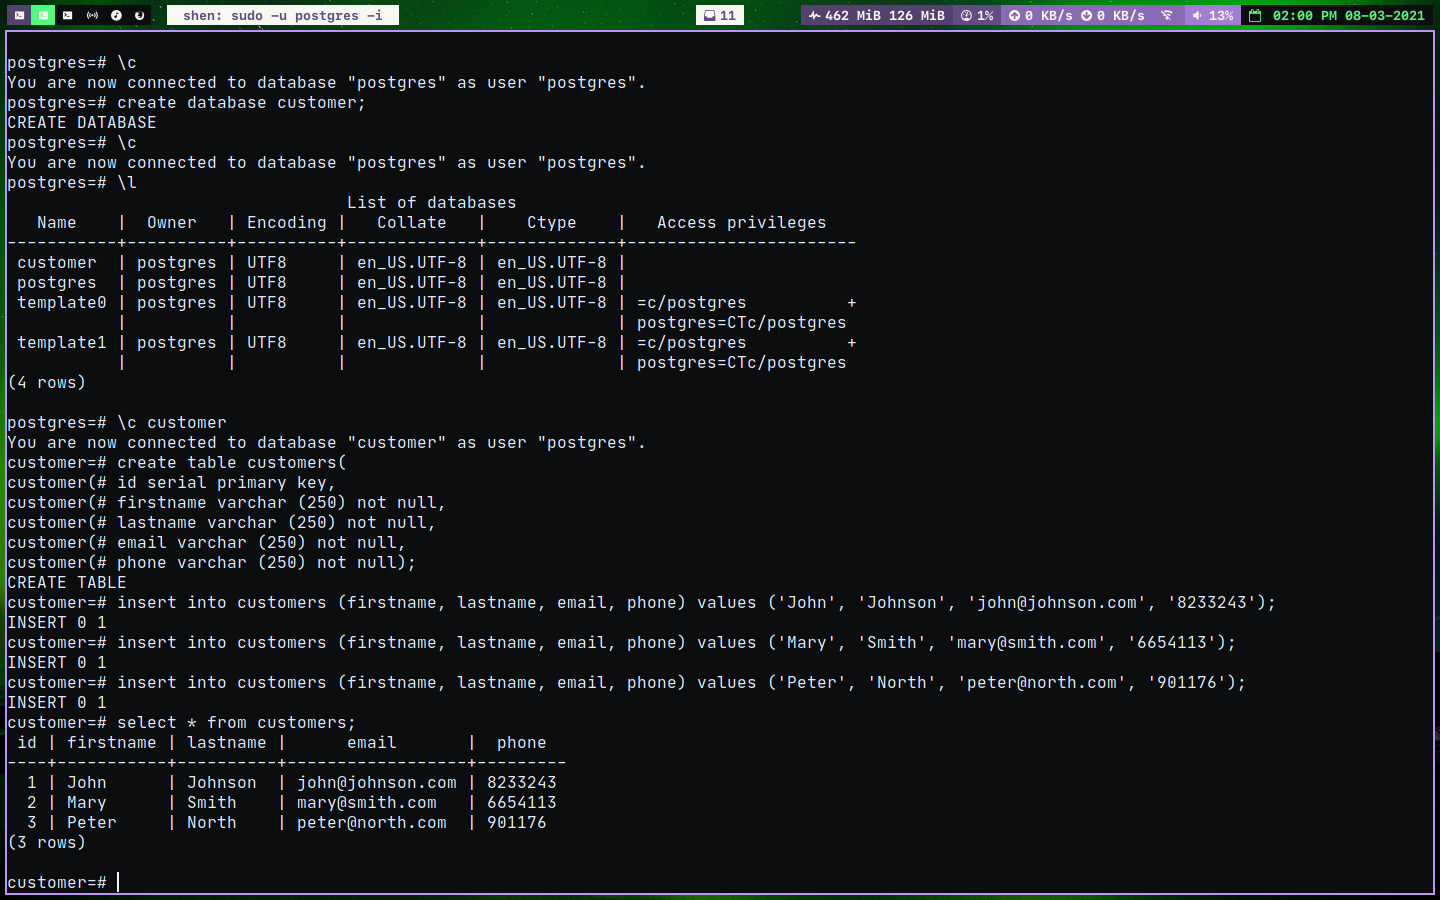 shen: sudo -u postgres -i
11
462 MiB 126 MiB 1% 0 KB/s 0 KB/s 13% 02:00 PM 08-03-2021
postgres=# \c
You are now connected to database "postgres" as user "postgres".
postgres=# create database customer;
CREATE DATABASE
postgres=# \c
You are now connected to database "postgres" as user "postgres".
postgres=# \l
                                  List of databases
   Name    |  Owner   | Encoding |   Collate   |    Ctype    |   Access privileges
-----------+----------+----------+-------------+-------------+-----------------------
 customer  | postgres | UTF8     | en_US.UTF-8 | en_US.UTF-8 |
 postgres  | postgres | UTF8     | en_US.UTF-8 | en_US.UTF-8 |
 template0 | postgres | UTF8     | en_US.UTF-8 | en_US.UTF-8 | =c/postgres          +
           |          |          |             |             | postgres=CTc/postgres
 template1 | postgres | UTF8     | en_US.UTF-8 | en_US.UTF-8 | =c/postgres          +
           |          |          |             |             | postgres=CTc/postgres
(4 rows)
postgres=# \c customer
You are now connected to database "customer" as user "postgres".
customer=# create table customers(
customer(# id serial primary key,
customer(# firstname varchar (250) not null,
customer(# lastname varchar (250) not null,
customer(# email varchar (250) not null,
customer(# phone varchar (250) not null);
CREATE TABLE
customer=# insert into customers (firstname, lastname, email, phone) values ('John', 'Johnson', 'john@johnson.com', '8233243');
INSERT 0 1
customer=# insert into customers (firstname, lastname, email, phone) values ('Mary', 'Smith', 'mary@smith.com', '6654113');
INSERT 0 1
customer=# insert into customers (firstname, lastname, email, phone) values ('Peter', 'North', 'peter@north.com', '901176');
INSERT 0 1
customer=# select * from customers;
 id | firstname | lastname |      email       |  phone
----+-----------+----------+------------------+---------
  1 | John      | Johnson  | john@johnson.com | 8233243
  2 | Mary      | Smith    | mary@smith.com   | 6654113
  3 | Peter     | North    | peter@north.com  | 901176
(3 rows)
customer=#